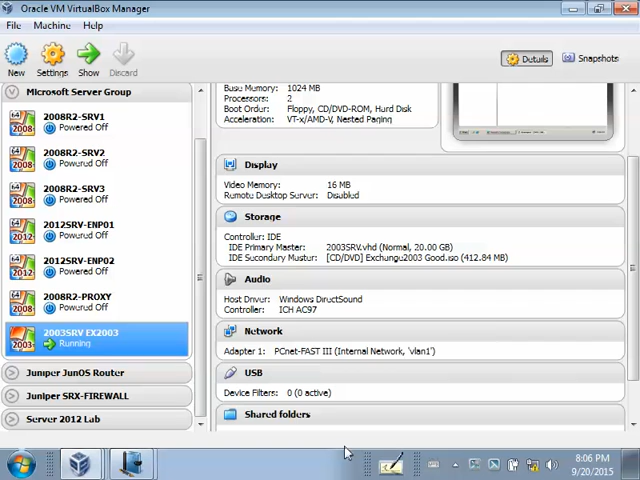 Oracle VM VirtualBox Manager
File Machine Help
New Settings Show Discard
Details Snapshots
Microsoft Server Group
2008R2-SRV1
Powered Off
2008R2-SRV2
Powered Off
2008R2-SRV3
Powered Off
2012SRV-ENP01
Powered Off
2012SRV-ENP02
Powered Off
2008R2-PROXY
Powered Off
2003SRV EX2003
Running
Juniper JunOS Router
Juniper SRX-FIREWALL
Server 2012 Lab
Base Memory: 1024 MB
Processors: 2
Boot Order: Floppy, CD/DVD-ROM, Hard Disk
Acceleration: VT-x/AMD-V, Nested Paging
Display
Video Memory: 16 MB
Remote Desktop Server: Disabled
Storage
Controller: IDE
IDE Primary Master: 2003SRV.vhd (Normal, 20.00 GB)
IDE Secondary Master: [CD/DVD] Exchange2003 Good.iso (412.84 MB)
Audio
Host Driver: Windows DirectSound
Controller: ICH AC97
Network
Adapter 1: PCnet-FAST III (Internal Network, 'vlan1')
USB
Device Filters: 0 (0 active)
Shared folders
8:06 PM
9/20/2015